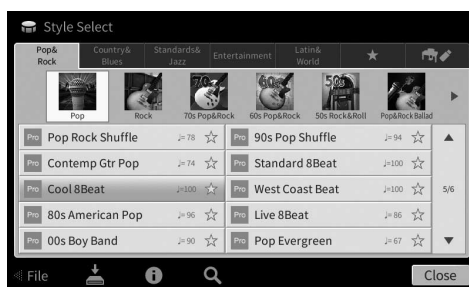 Style Select
Pop& Rock
Country& Blues
Standards& Jazz
Entertainment
Latin& World
Pop
Rock
70s Pop&Rock
60s Pop&Rock
50s Rock&Roll
Pop&Rock Ballad
Pro Pop Rock Shuffle ♩= 78
Pro 90s Pop Shuffle ♩= 94
Pro Contemp Gtr Pop ♩= 74
Pro Standard 8Beat ♩=100
Pro Cool 8Beat ♩=100
Pro West Coast Beat ♩=100
5/6
Pro 80s American Pop ♩= 96
Pro Live 8Beat ♩= 86
Pro 00s Boy Band ♩= 90
Pro Pop Evergreen ♩= 67
File
Close